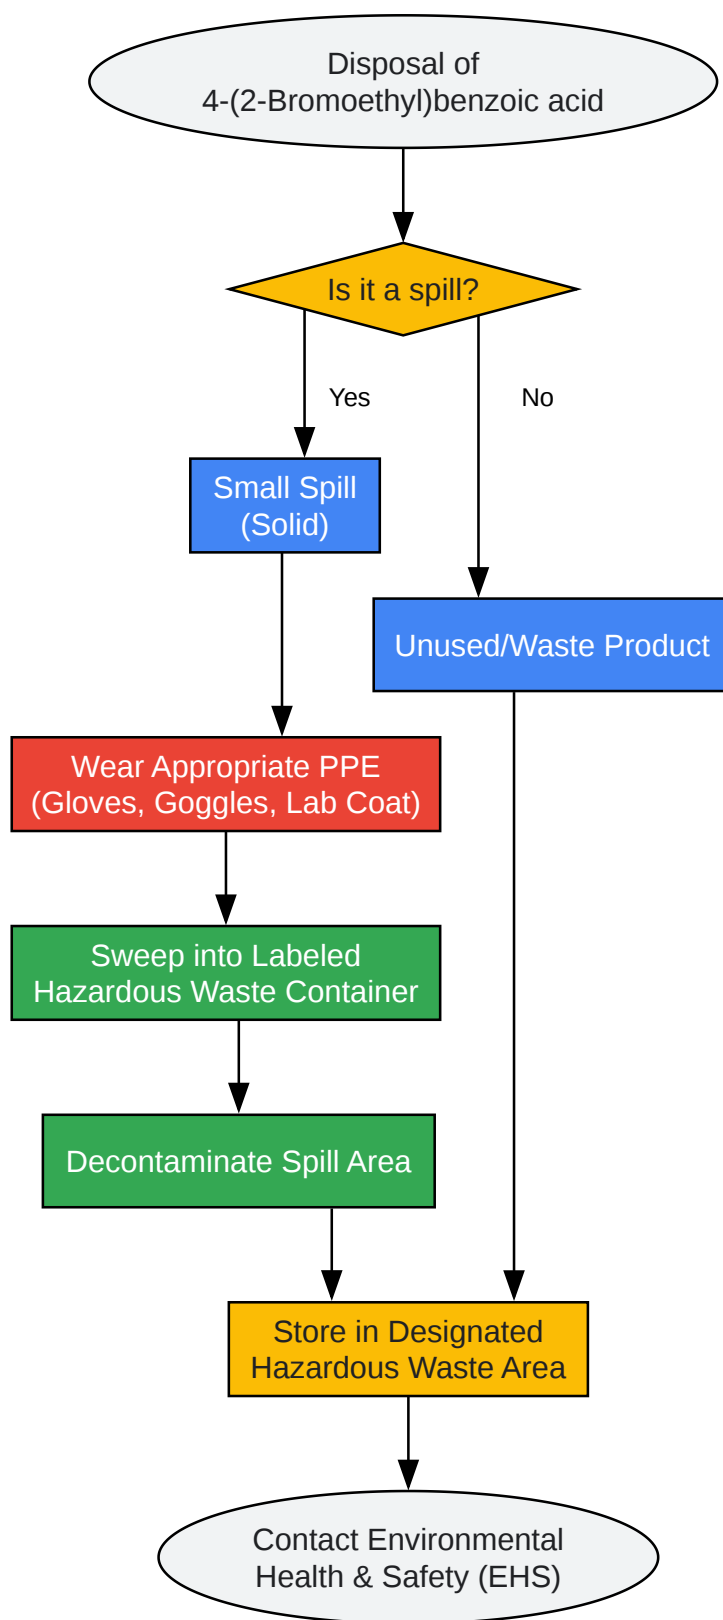 Disposal of
4-(2-Bromoethyl)benzoic acid
Is it a spill?
Yes
No
Small Spill
(Solid)
Unused/Waste Product
Wear Appropriate PPE
(Gloves, Goggles, Lab Coat)
Sweep into Labeled
Hazardous Waste Container
Decontaminate Spill Area
Store in Designated
Hazardous Waste Area
Contact Environmental
Health & Safety (EHS)